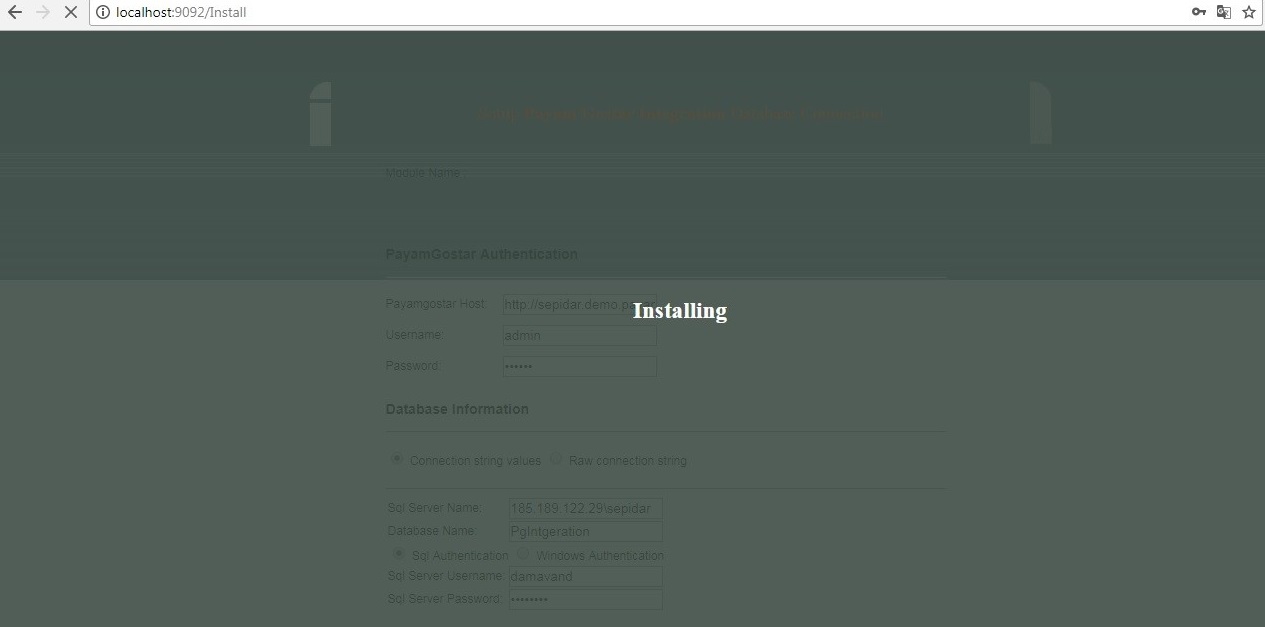 localhost:9092/Install
Module Name :
PayamGostar Authentication
Payamgostar Host:
http://sepidar.demo.payar
Installing
Username:
admin
Password:
••••••
Database Information
Connection string values
Raw connection string
Sql Server Name:
185.189.122.29\sepidar
Database Name:
PgIntgeration
Sql Authentication
Windows Authentication
Sql Server Username:
damavand
Sql Server Password:
••••••••